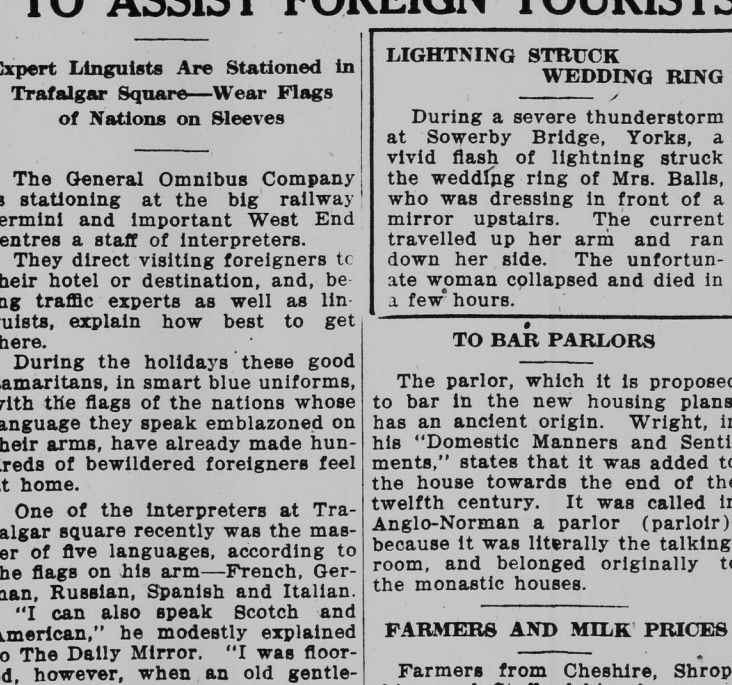 TO ASSIST FOREIGN TOURISTS
Expert Linguists Are Stationed in
Trafalgar Square—Wear Flags
of Nations on Sleeves
The General Omnibus Company
s stationing at the big railway
ermini and important West End
entres a staff of interpreters.
They direct visiting foreigners to
heir hotel or destination, and, be-
ng traffic experts as well as lin-
uists, explain how best to get
here.
During the holidays these good
amaritans, in smart blue uniforms,
with the flags of the nations whose
anguage they speak emblazoned on
heir arms, have already made hun-
reds of bewildered foreigners feel
t home.
One of the interpreters at Tra-
algar square recently was the mas-
er of five languages, according to
he flags on his arm—French, Ger-
man, Russian, Spanish and Italian.
"I can also speak Scotch and
American," he modestly explained
o The Daily Mirror. "I was floor-
d, however, when an old gentle-
LIGHTNING STRUCK
WEDDING RING
During a severe thunderstorm
at Sowerby Bridge, Yorks, a
vivid flash of lightning struck
the wedding ring of Mrs. Balls,
who was dressing in front of a
mirror upstairs. The current
travelled up her arm and ran
down her side. The unfortun-
ate woman collapsed and died in
a few hours.
TO BAR PARLORS
The parlor, which it is proposed
to bar in the new housing plans
has an ancient origin. Wright, in
his "Domestic Manners and Senti
ments," states that it was added to
the house towards the end of the
twelfth century. It was called in
Anglo-Norman a parlor (parloir)
because it was literally the talking
room, and belonged originally to
the monastic houses.
FARMERS AND MILK PRICES
Farmers from Cheshire, Shrop